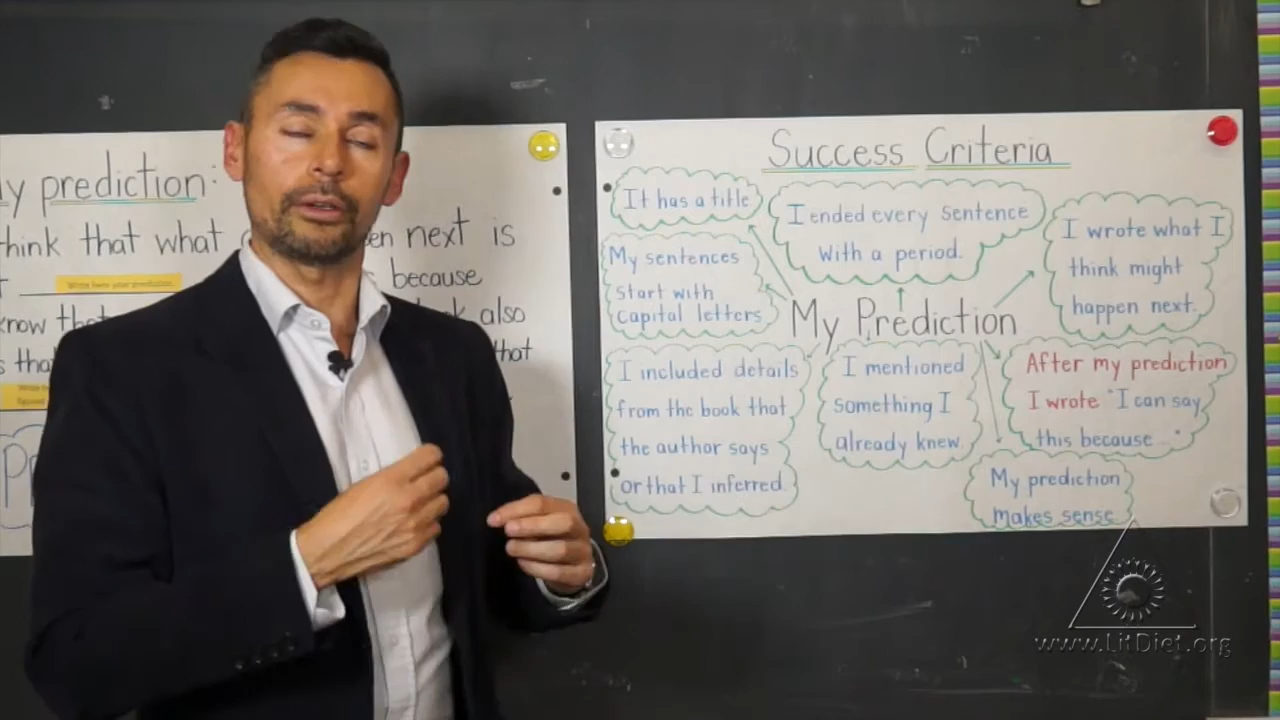 y prediction:
think that what
en next is
because
Write here your prediction.
know that
k also
s that
that
Success Criteria
It has a title
I ended every sentence
with a period.
I wrote what I
think might
happen next.
My sentences
start with
capital letters.
My Prediction
I included details
from the book that
the author says
or that I inferred.
I mentioned
something I
already knew.
After my prediction
I wrote "I can say
this because..."
My prediction
makes sense.
www.LitDiet.org